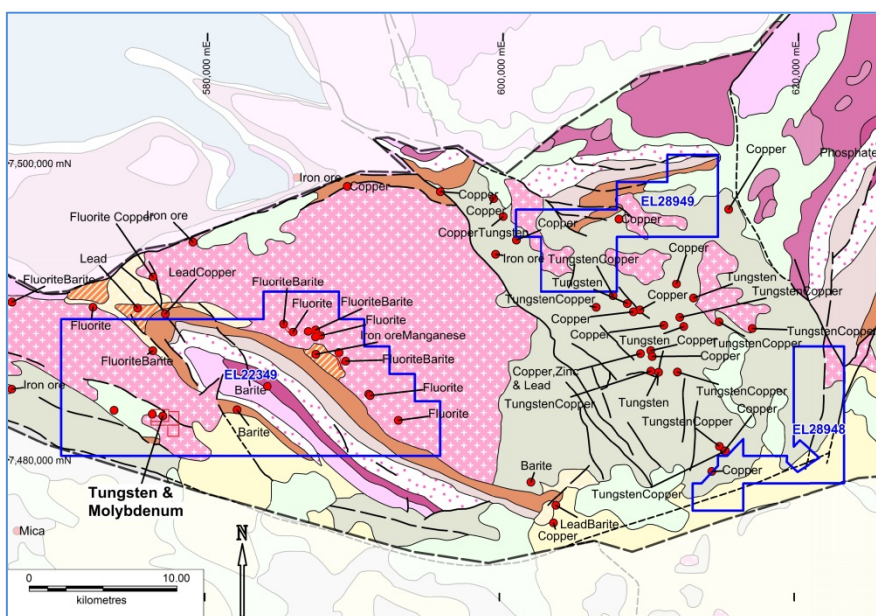 580,000 mE
600,000 mE
620,000 mE
7,500,000 mN
Iron ore
Copper
Copper
Phosphate
Copper
Fluorite Copper
Iron ore
Copper
EL28949
Copper
Copper
CopperTungsten
Lead
Iron ore
TungstenCopper
Copper
LeadCopper
FluoriteBarite
FluoriteBarite
Tungsten
Tungsten
FluoriteBarite
Copper
Fluorite
TungstenCopper
TungstenCopper
Fluorite
Fluorite
Copper
TungstenCopper
Iron oreManganese
Tungsten
Copper
FluoriteBarite
FluoriteBarite
EL22349
Copper,Zinc
& Lead
Iron ore
Barite
Fluorite
TungstenCopper
Tungsten
TungstenCopper
Copper
Fluorite
TungstenCopper
Barite
EL28948
7,480,000 mN
Barite
Copper
Tungsten &
Molybdenum
TungstenCopper
LeadBarite
Copper
Mica
N
0
10.00
kilometres